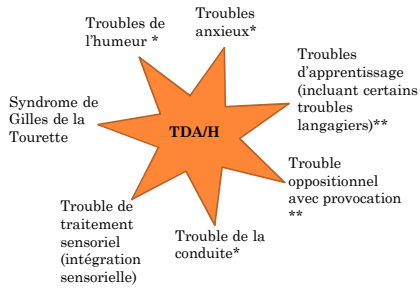 Troubles de
l'humeur *
Troubles
anxieux*
Troubles
d'apprentissage
(incluant certains
troubles
langagiers)**
Syndrome de
Gilles de la
Tourette
TDA/H
Trouble
oppositionnel
avec provocation
**
Trouble de
traitement
sensoriel
(intégration
sensorielle)
Trouble de la
conduite*